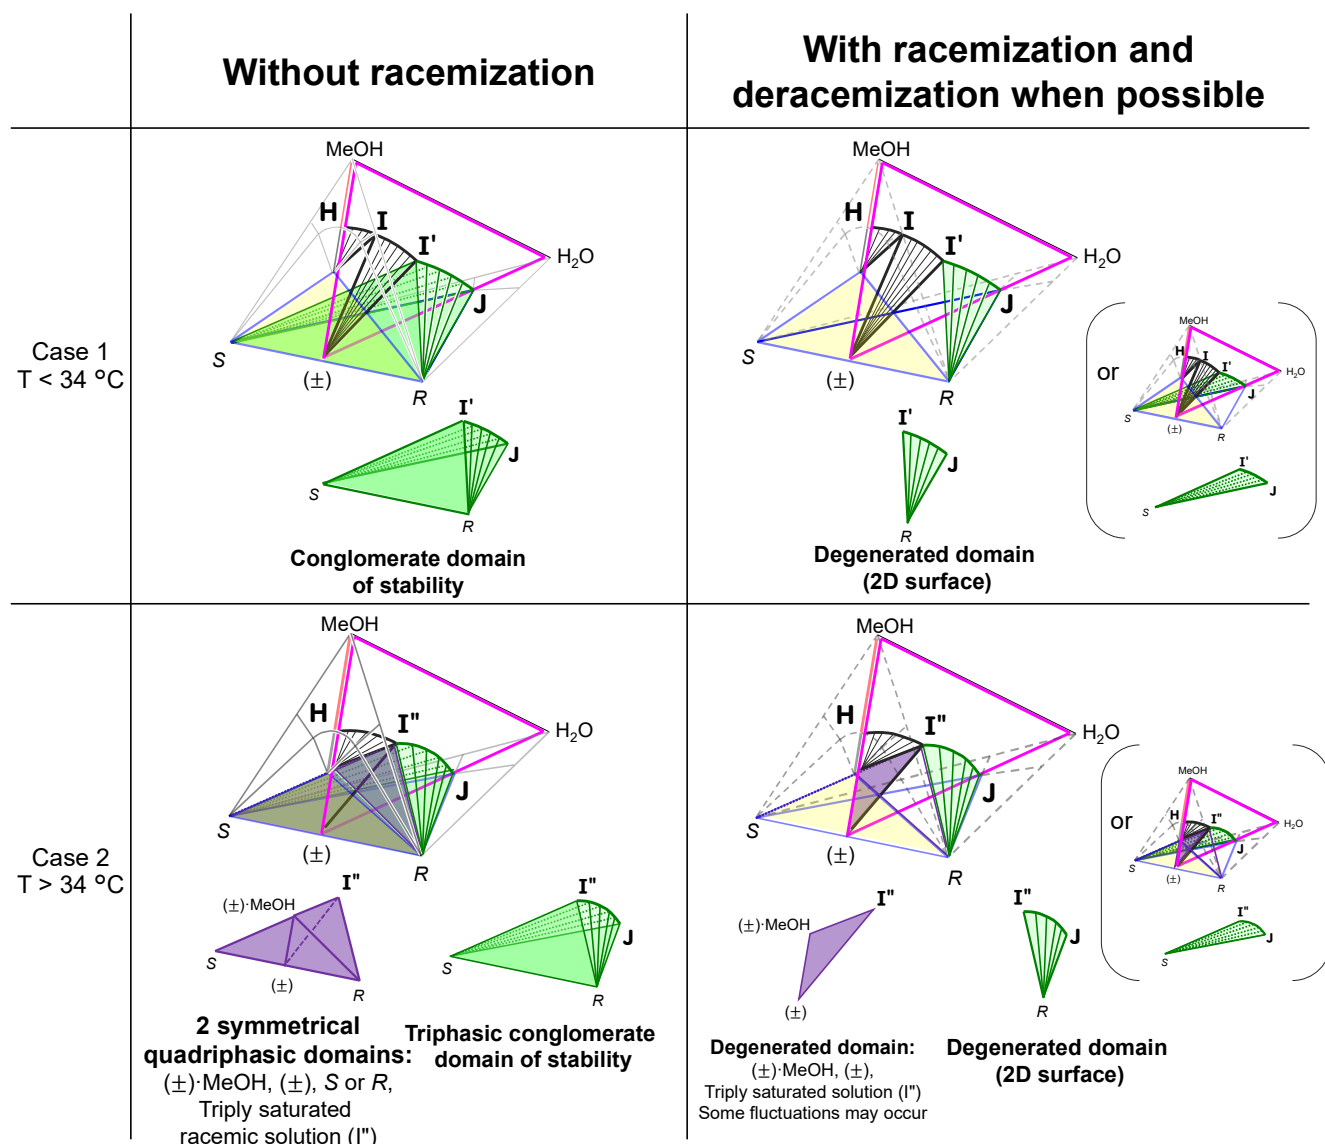 Without racemization
With racemization and
deracemization when possible
Case 1
T < 34 °C
MeOH
H
I
I'
H₂O
J
S
(±)
R
I'
J
S
R
Conglomerate domain
of stability
MeOH
H
I
I'
H₂O
J
S
(±)
R
I'
J
R
Degenerated domain
(2D surface)
or
MeOH
H
I
I'
H₂O
J
S
(±)
R
I'
J
S
Case 2
T > 34 °C
MeOH
H
I"
H₂O
J
S
(±)
R
I"
(±)·MeOH
S
(±)
R
2 symmetrical
quadriphasic domains:
(±)·MeOH, (±), S or R,
Triply saturated
racemic solution (I")
I"
J
S
R
Triphasic conglomerate
domain of stability
MeOH
H
I"
H₂O
J
S
(±)
R
I"
(±)·MeOH
(±)
Degenerated domain:
(±)·MeOH, (±),
Triply saturated solution (I")
Some fluctuations may occur
I"
J
R
Degenerated domain
(2D surface)
or
MeOH
H
I"
H₂O
J
S
(±)
R
I"
J
S